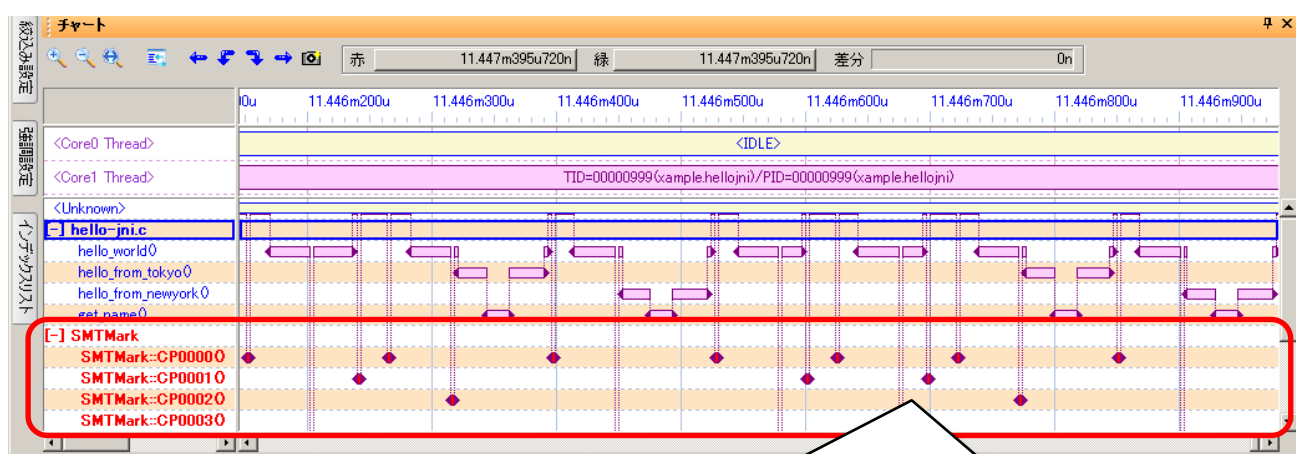 チャート
絞込み設定
強調設定
インデックスリスト
赤 11.447m395u720n 緑 11.447m395u720n 差分 0n
00u 11.446m200u 11.446m300u 11.446m400u 11.446m500u 11.446m600u 11.446m700u 11.446m800u 11.446m900u
<Core0 Thread> <IDLE>
<Core1 Thread> TID=00000999(xample.hellojni)/PID=00000999(xample.hellojni)
<Unknown>
[-] hello-jni.c
hello_world()
hello_from_tokyo()
hello_from_newyork()
get_name()
[-] SMTMark
SMTMark::CP0000()
SMTMark::CP0001()
SMTMark::CP0002()
SMTMark::CP0003()